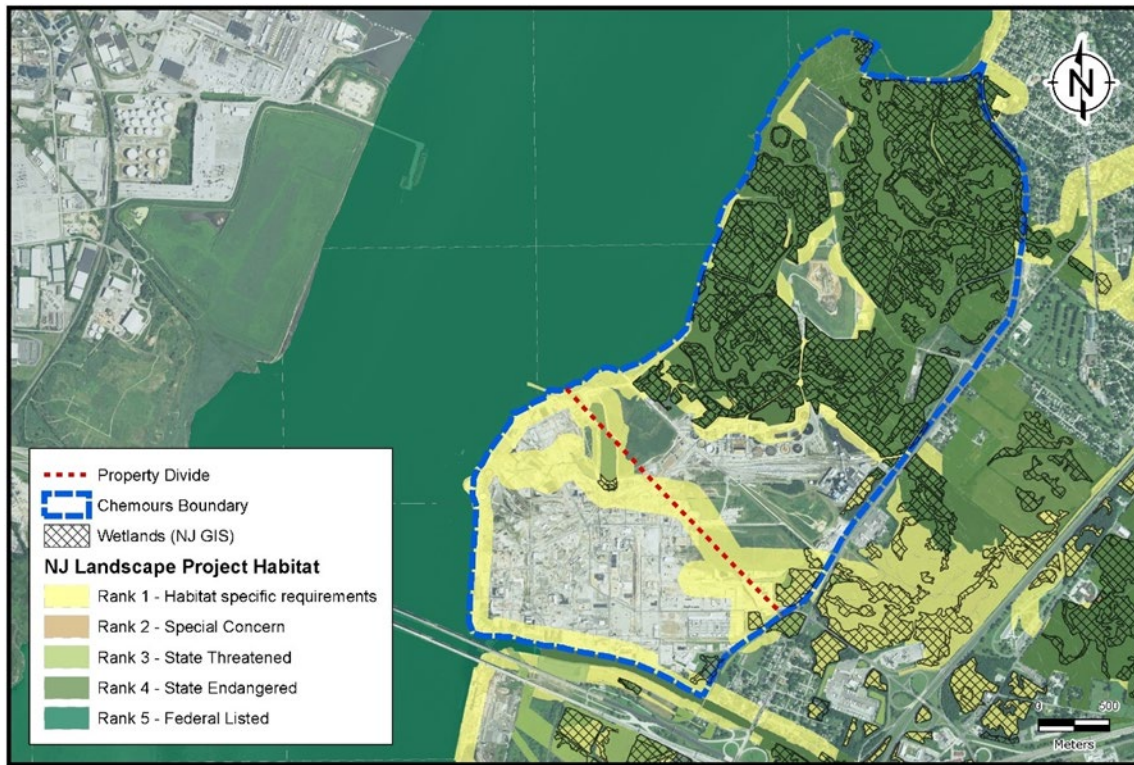 N
Property Divide
Chemours Boundary
Wetlands (NJ GIS)
NJ Landscape Project Habitat
Rank 1 - Habitat specific requirements
Rank 2 - Special Concern
Rank 3 - State Threatened
Rank 4 - State Endangered
Rank 5 - Federal Listed
0 500
Meters